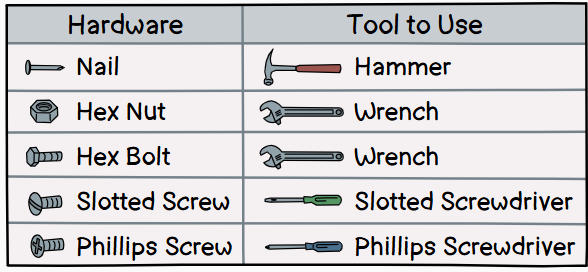 Hardware Tool to Use
Nail Hammer
Hex Nut Wrench
Hex Bolt Wrench
Slotted Screw Slotted Screwdriver
Phillips Screw Phillips Screwdriver